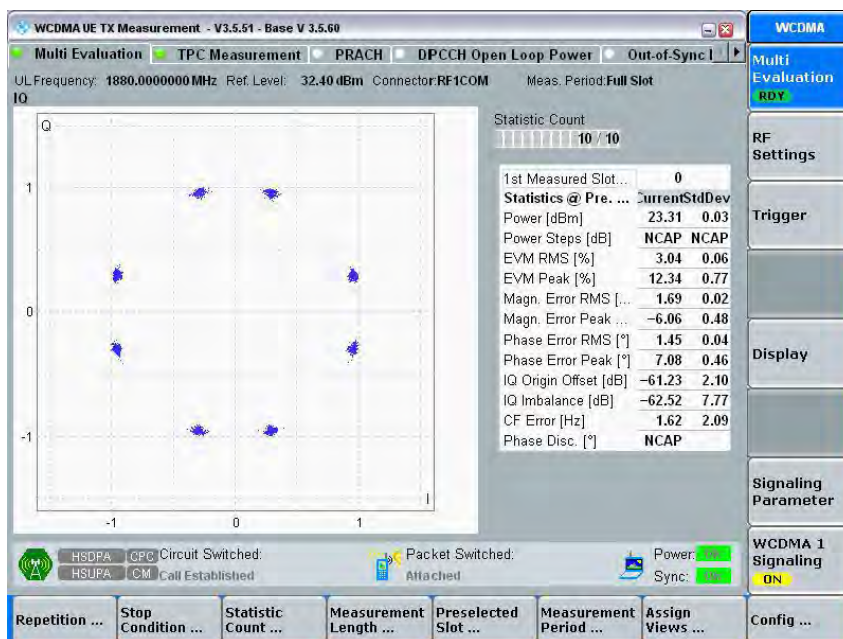 WCDMA UE TX Measurement - V3.5.51 - Base V 3.5.60
WCDMA
Multi Evaluation TPC Measurement PRACH DPCCH Open Loop Power Out-of-Sync
Multi Evaluation
RDY
UL Frequency: 1880.0000000 MHz Ref. Level: 32.40 dBm Connector: RF1COM Meas. Period: Full Slot
IQ
Q
1
0
-1
-1 0 1
I
Statistic Count
10 / 10
1st Measured Slot... 0
Statistics @ Pre. ... Current StdDev
Power [dBm] 23.31 0.03
Power Steps [dB] NCAP NCAP
EVM RMS [%] 3.04 0.06
EVM Peak [%] 12.34 0.77
Magn. Error RMS [... 1.69 0.02
Magn. Error Peak ... −6.06 0.48
Phase Error RMS [°] 1.45 0.04
Phase Error Peak [°] 7.08 0.46
IQ Origin Offset [dB] −61.23 2.10
IQ Imbalance [dB] −62.52 7.77
CF Error [Hz] 1.62 2.09
Phase Disc. [°] NCAP
RF Settings
Trigger
Display
Signaling Parameter
WCDMA 1 Signaling
ON
HSDPA CPC Circuit Switched:
HSUPA CM Call Established
Packet Switched:
Attached
Power:
Sync:
Repetition ...
Stop Condition ...
Statistic Count ...
Measurement Length ...
Preselected Slot ...
Measurement Period ...
Assign Views ...
Config ...